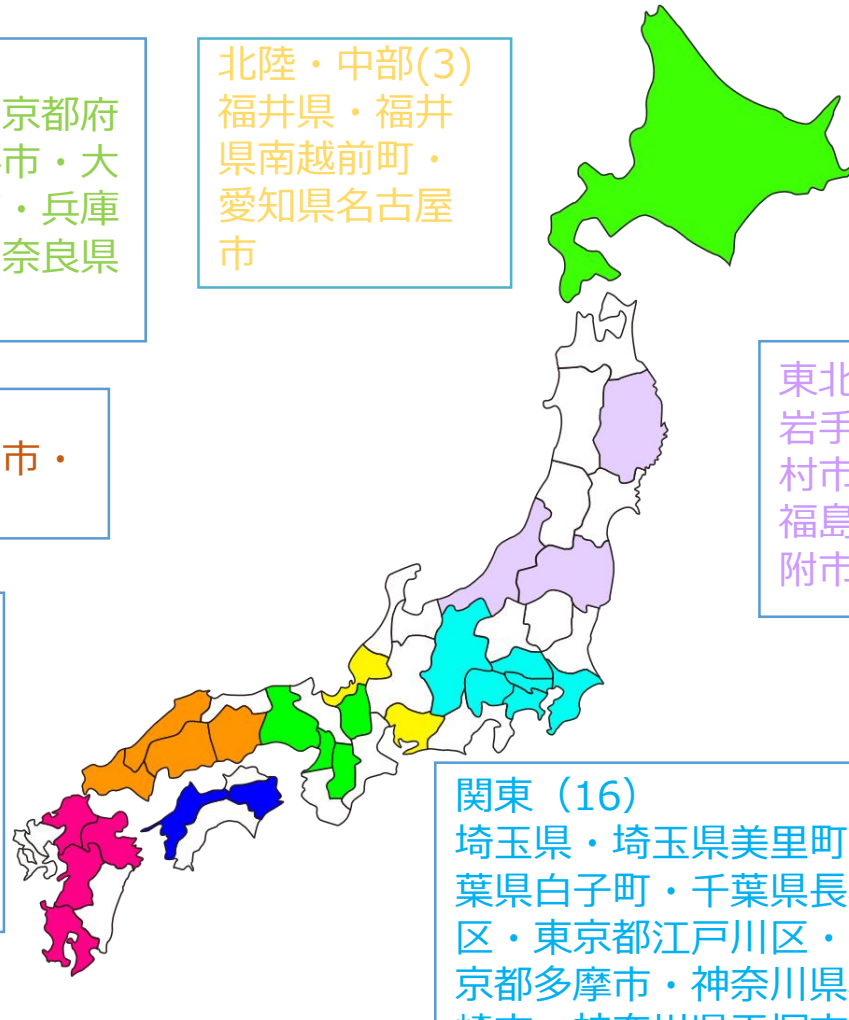 京都府
市・大
・兵庫
奈良県
北陸・中部(3)
福井県・福井
県南越前町・
愛知県名古屋
市
市・
東北
岩手
村市
福島
附市
関東（16）
埼玉県・埼玉県美里町
葉県白子町・千葉県長
区・東京都江戸川区・
京都多摩市・神奈川県